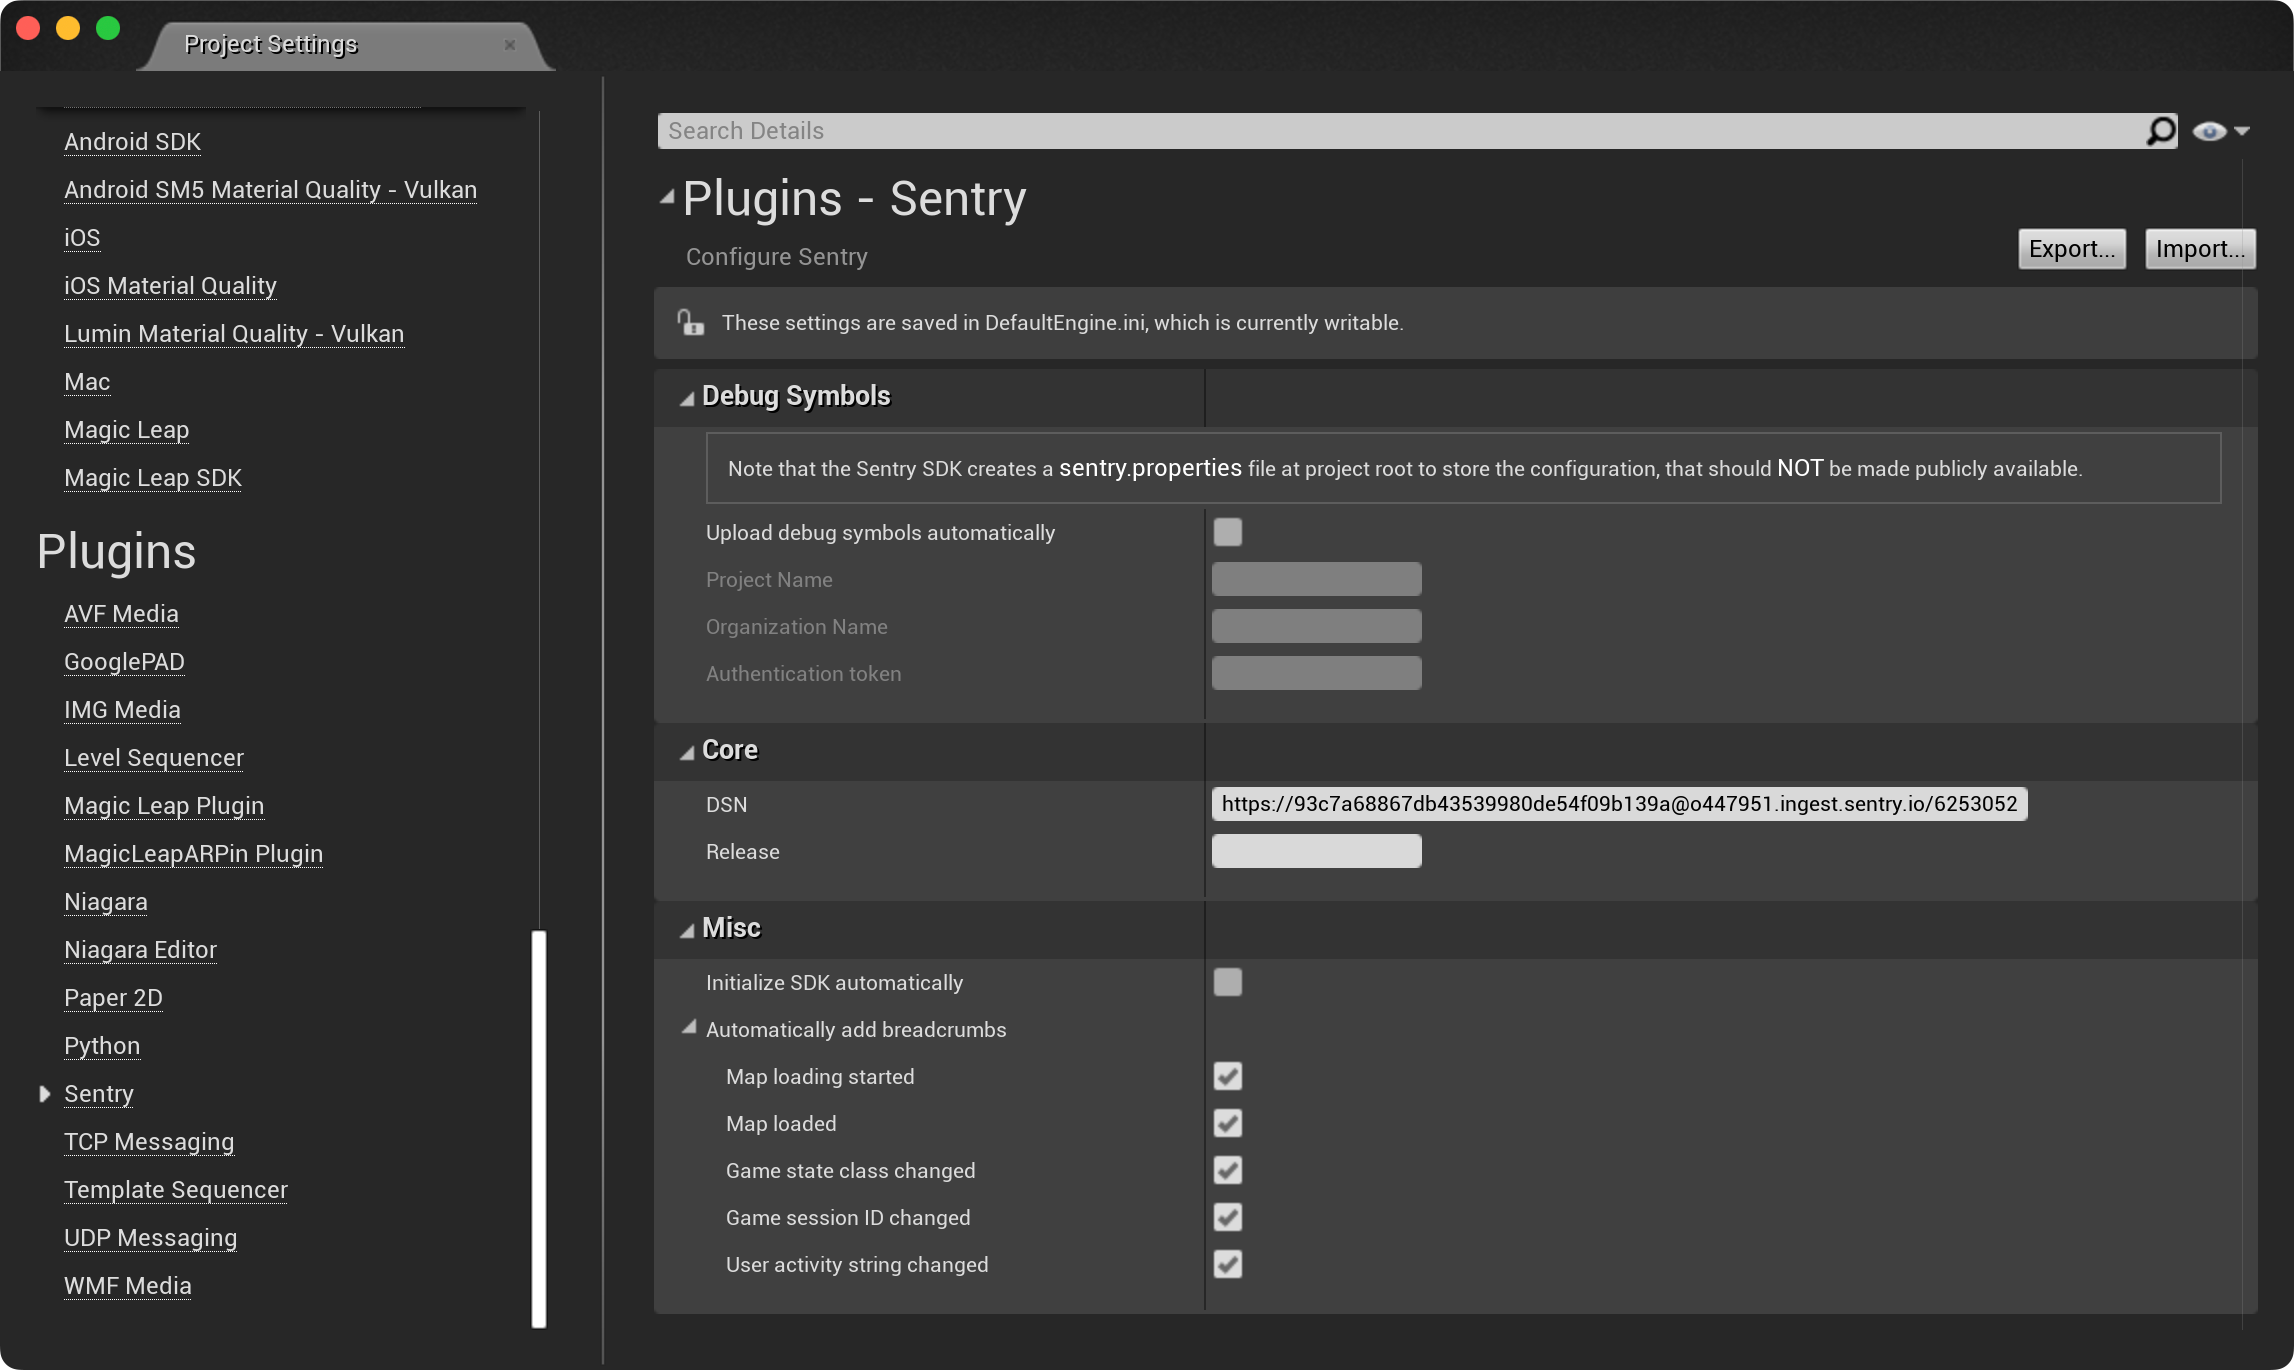 Project Settings
Android SDK
Android SM5 Material Quality - Vulkan
iOS
iOS Material Quality
Lumin Material Quality - Vulkan
Mac
Magic Leap
Magic Leap SDK
Plugins
AVF Media
GooglePAD
IMG Media
Level Sequencer
Magic Leap Plugin
MagicLeapARPin Plugin
Niagara
Niagara Editor
Paper 2D
Python
Sentry
TCP Messaging
Template Sequencer
UDP Messaging
WMF Media
Search Details
Plugins - Sentry
Configure Sentry
Export...
Import...
These settings are saved in DefaultEngine.ini, which is currently writable.
Debug Symbols
Note that the Sentry SDK creates a sentry.properties file at project root to store the configuration, that should NOT be made publicly available.
Upload debug symbols automatically
Project Name
Organization Name
Authentication token
Core
DSN https://93c7a68867db43539980de54f09b139a@o447951.ingest.sentry.io/6253052
Release
Misc
Initialize SDK automatically
Automatically add breadcrumbs
Map loading started
Map loaded
Game state class changed
Game session ID changed
User activity string changed